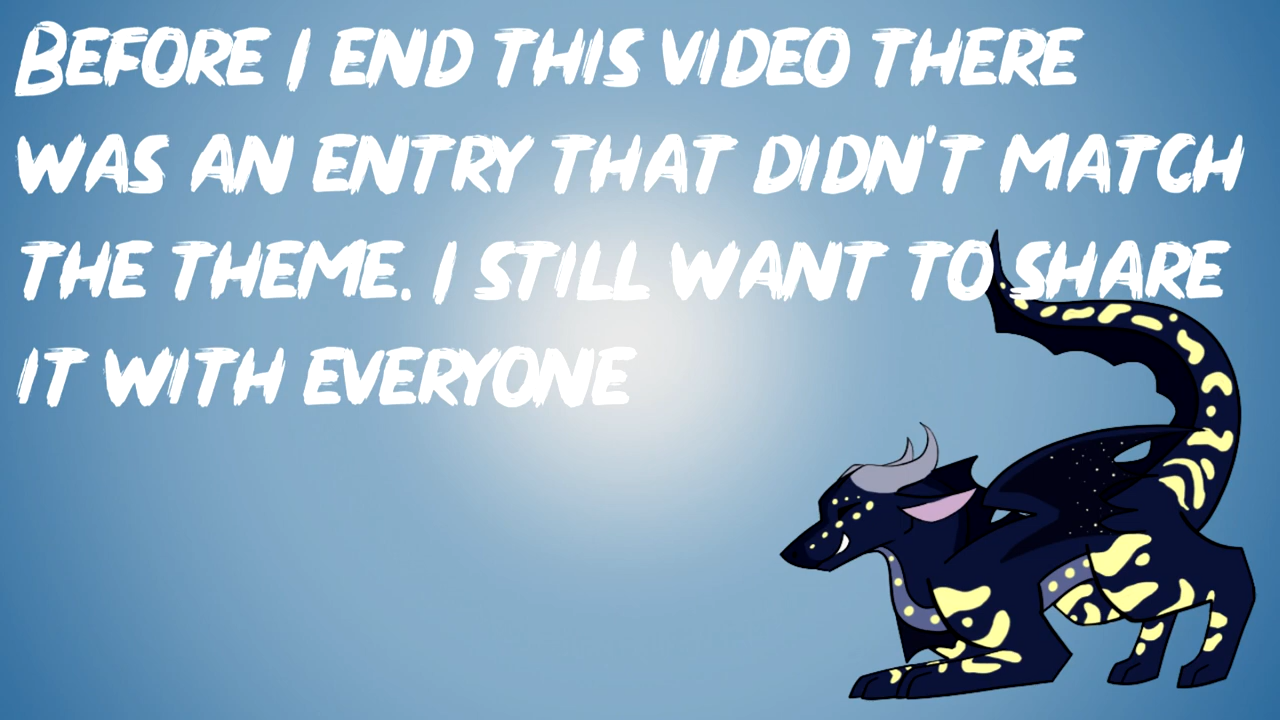 Before I end this video there
was an entry that didn't match
the theme. I still want to share
it with everyone